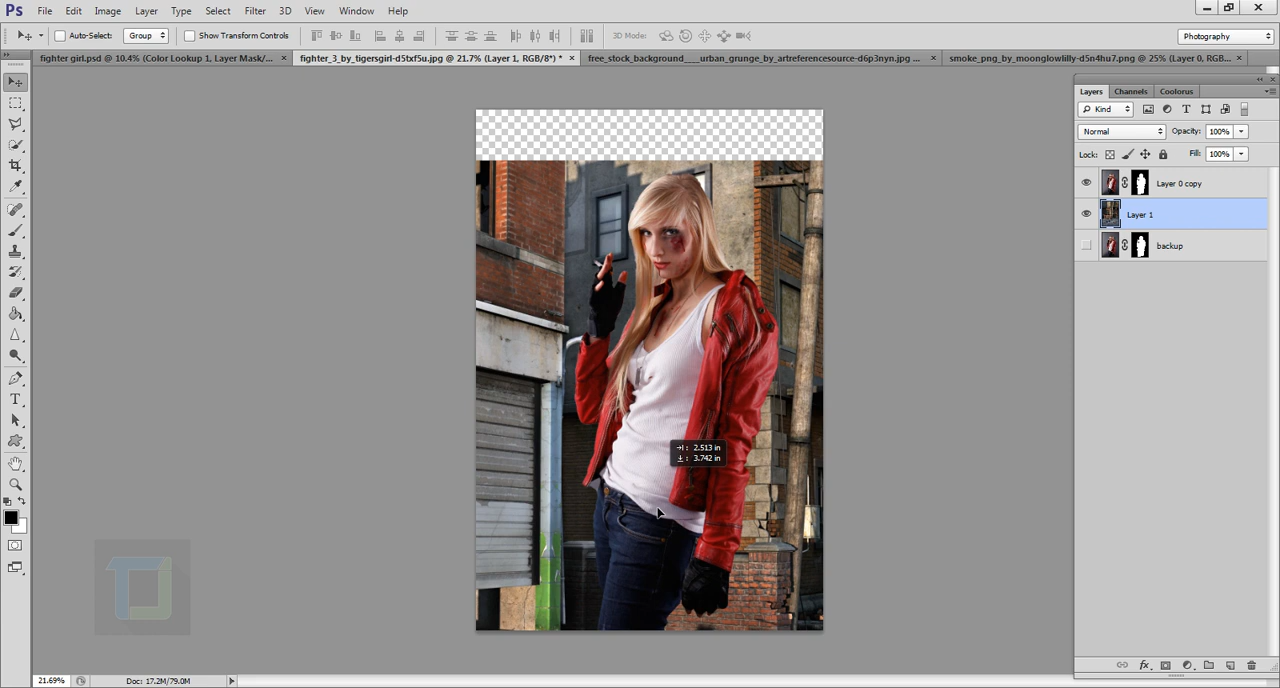 Ps File Edit Image Layer Type Select Filter 3D View Window Help
Auto-Select: Group Show Transform Controls 3D Mode: Photography
fighter girl.psd @ 10.4% (Color Lookup 1, Layer Mask/... × fighter_3_by_tigersgirl-d5txf5u.jpg @ 21.7% (Layer 1, RGB/8*) * × free_stock_background___urban_grunge_by_artreferencesource-d6p3nyn.jpg ... × smoke_png_by_moonglowlilly-d5n4hu7.png @ 25% (Layer 0, RGB... ×
Layers Channels Coolorus
Kind
Normal Opacity: 100%
Lock: Fill: 100%
Layer 0 copy
Layer 1
backup
2.513 in
3.742 in
21.69% Doc: 17.2M/79.0M
fx